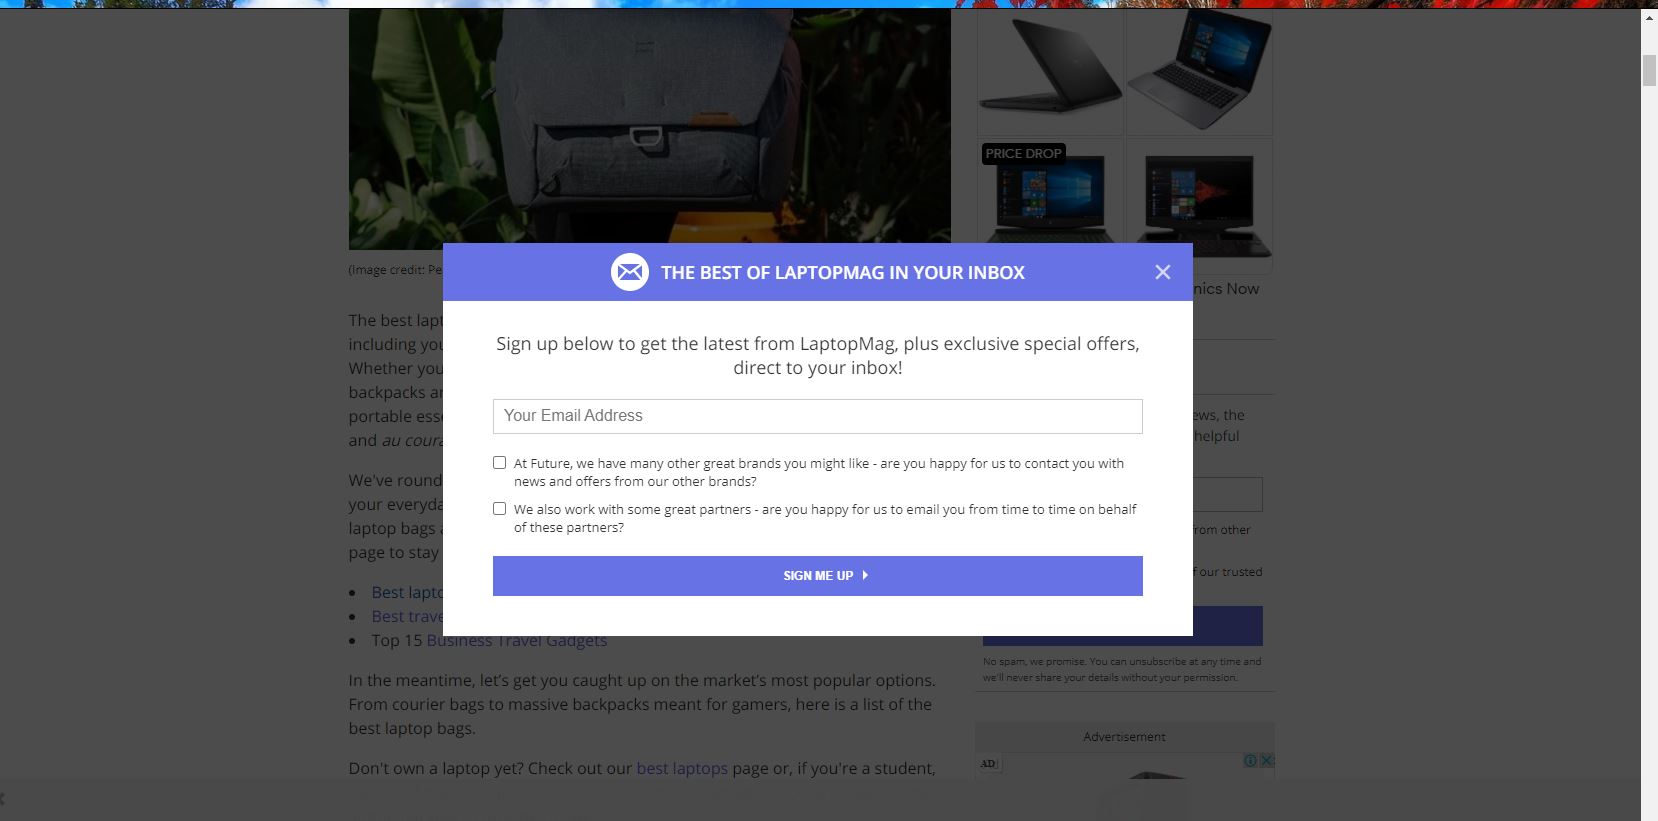 PRICE DROP
(Image credit: Pe
THE BEST OF LAPTOPMAG IN YOUR INBOX
nics Now
The best lapt
including you
Whether you
backpacks ar
portable esse
and au coura
Sign up below to get the latest from LaptopMag, plus exclusive special offers,
direct to your inbox!
Your Email Address
At Future, we have many other great brands you might like - are you happy for us to contact you with
news and offers from our other brands?
We also work with some great partners - are you happy for us to email you from time to time on behalf
of these partners?
SIGN ME UP
ews, the
helpful
from other
f our trusted
We've round
your everyda
laptop bags a
page to stay
Best lapto
Best trave
Top 15 Business Travel Gadgets
No spam, we promise. You can unsubscribe at any time and
we'll never share your details without your permission.
In the meantime, let's get you caught up on the market's most popular options.
From courier bags to massive backpacks meant for gamers, here is a list of the
best laptop bags.
Advertisement
AD
Don't own a laptop yet? Check out our best laptops page or, if you're a student,